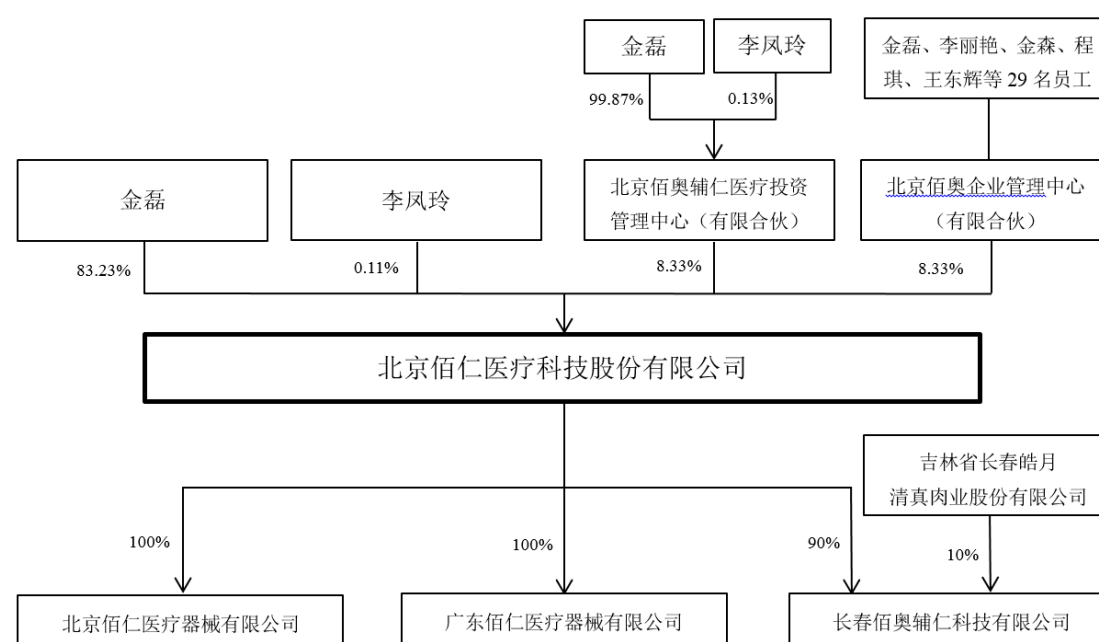 金磊
李凤玲
金磊、李丽艳、金森、程
琪、王东辉等 29 名员工
99.87%
0.13%
金磊
李凤玲
北京佰奥辅仁医疗投资
管理中心（有限合伙）
北京佰奥企业管理中心
（有限合伙）
83.23%
0.11%
8.33%
8.33%
北京佰仁医疗科技股份有限公司
吉林省长春皓月
清真肉业股份有限公司
100%
100%
90%
10%
北京佰仁医疗器械有限公司
广东佰仁医疗器械有限公司
长春佰奥辅仁科技有限公司